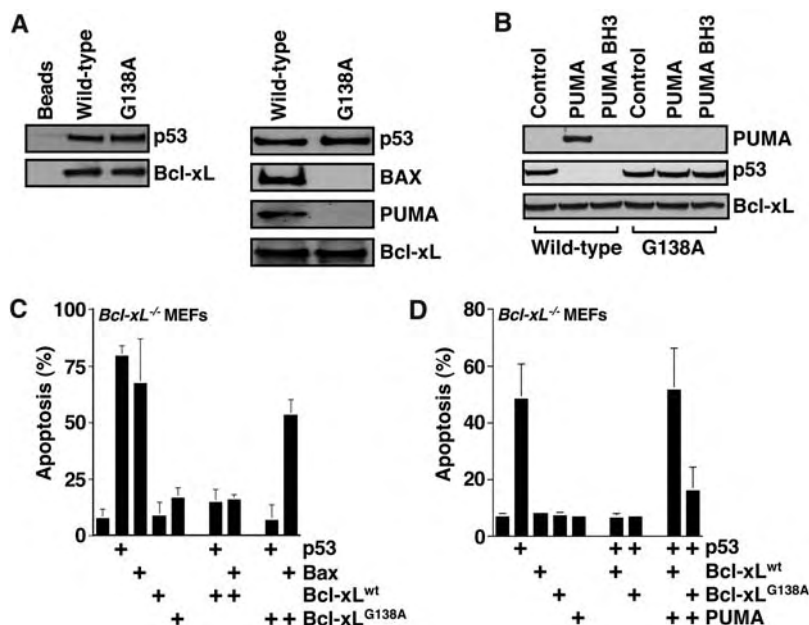 A
Beads
Wild-type
G138A
p53
Bcl-xL
Wild-type
G138A
p53
BAX
PUMA
Bcl-xL
B
Control
PUMA
PUMA BH3
Control
PUMA
PUMA BH3
PUMA
p53
Bcl-xL
Wild-type G138A
C
Bcl-xL-/- MEFs
Apoptosis (%)
100
75
50
25
0
+ + + p53
+ + + Bax
+ + + Bcl-xLwt
+ + + Bcl-xLG138A
D
Bcl-xL-/- MEFs
Apoptosis (%)
80
60
40
20
0
+ + + + + p53
+ + + Bcl-xLwt
+ + + Bcl-xLG138A
+ + + PUMA